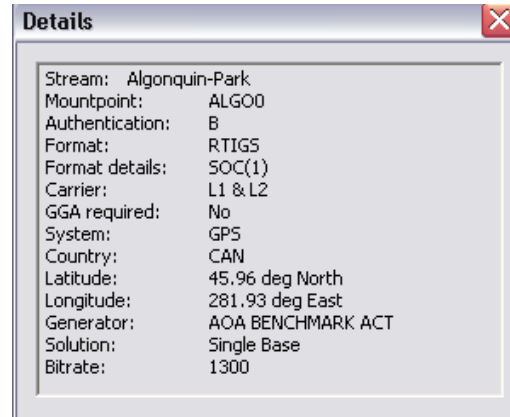 Details
Stream: Algonquin-Park
Mountpoint: ALGO0
Authentication: B
Format: RTIGS
Format details: SOC(1)
Carrier: L1 & L2
GGA required: No
System: GPS
Country: CAN
Latitude: 45.96 deg North
Longitude: 281.93 deg East
Generator: AOA BENCHMARK ACT
Solution: Single Base
Bitrate: 1300